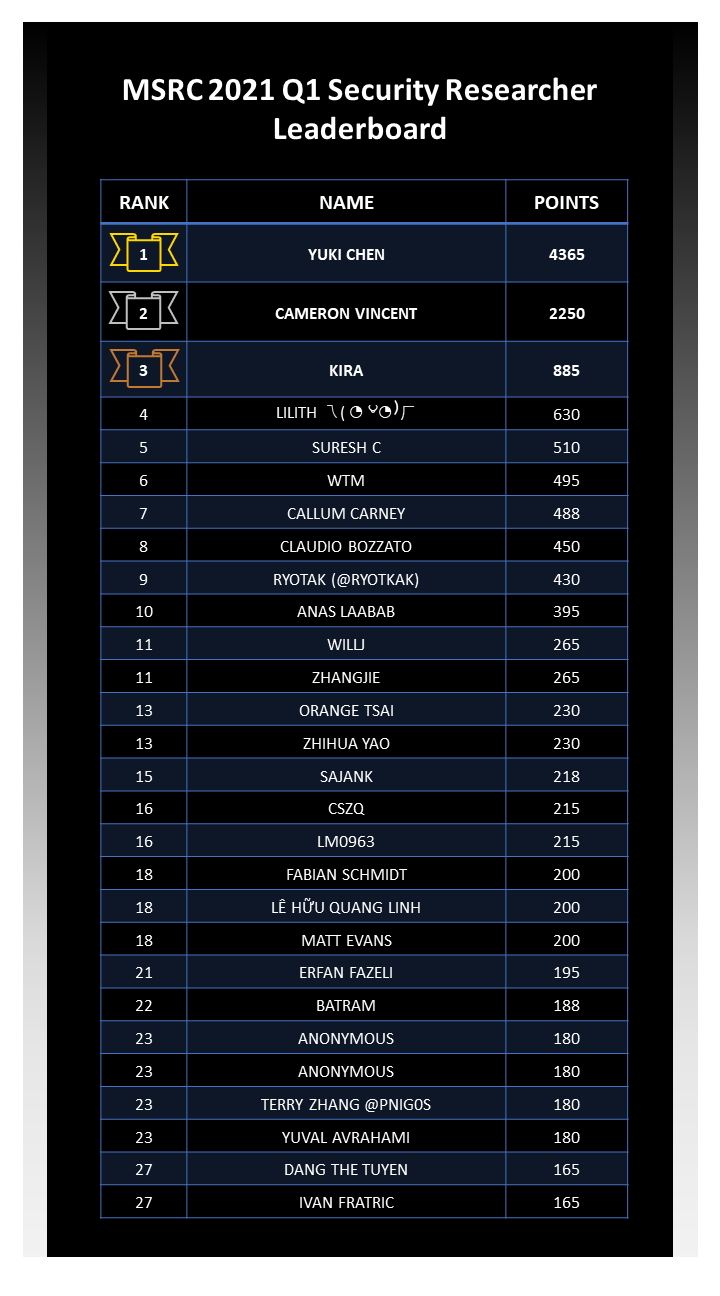 MSRC 2021 Q1 Security Researcher
Leaderboard
RANK NAME POINTS
1 YUKI CHEN 4365
2 CAMERON VINCENT 2250
3 KIRA 885
4 LILITH ㄟ( ◔ ౪◔)ㄏ 630
5 SURESH C 510
6 WTM 495
7 CALLUM CARNEY 488
8 CLAUDIO BOZZATO 450
9 RYOTAK (@RYOTKAK) 430
10 ANAS LAABAB 395
11 WILLJ 265
11 ZHANGJIE 265
13 ORANGE TSAI 230
13 ZHIHUA YAO 230
15 SAJANK 218
16 CSZQ 215
16 LM0963 215
18 FABIAN SCHMIDT 200
18 LÊ HỮU QUANG LINH 200
18 MATT EVANS 200
21 ERFAN FAZELI 195
22 BATRAM 188
23 ANONYMOUS 180
23 ANONYMOUS 180
23 TERRY ZHANG @PNIG0S 180
23 YUVAL AVRAHAMI 180
27 DANG THE TUYEN 165
27 IVAN FRATRIC 165